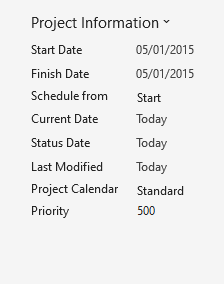 Project Information
Start Date 05/01/2015
Finish Date 05/01/2015
Schedule from Start
Current Date Today
Status Date Today
Last Modified Today
Project Calendar Standard
Priority 500